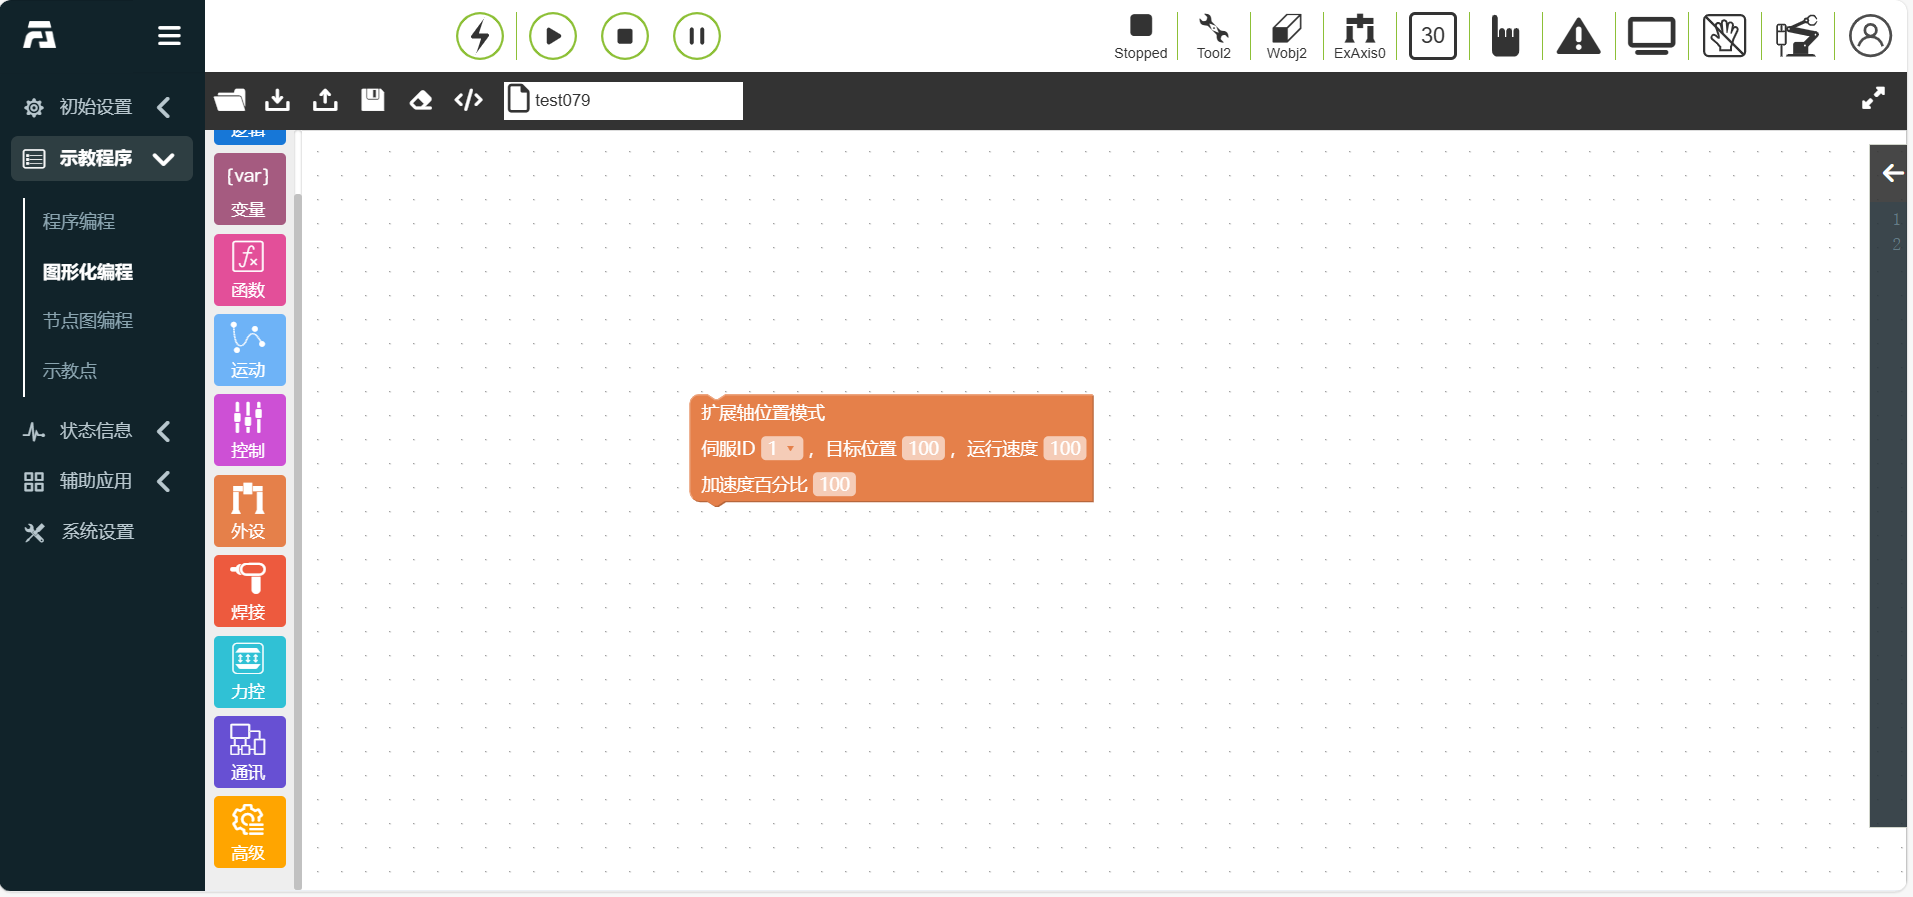 Stopped
Tool2
Wobj2
ExAxis0
30
test079
初始设置
示教程序
程序编程
图形化编程
节点图编程
示教点
状态信息
辅助应用
系统设置
逻辑
(var)
变量
函数
运动
控制
外设
焊接
力控
通讯
高级
扩展轴位置模式
伺服ID 1 ，目标位置 100 ，运行速度 100
加速度百分比 100
1
2